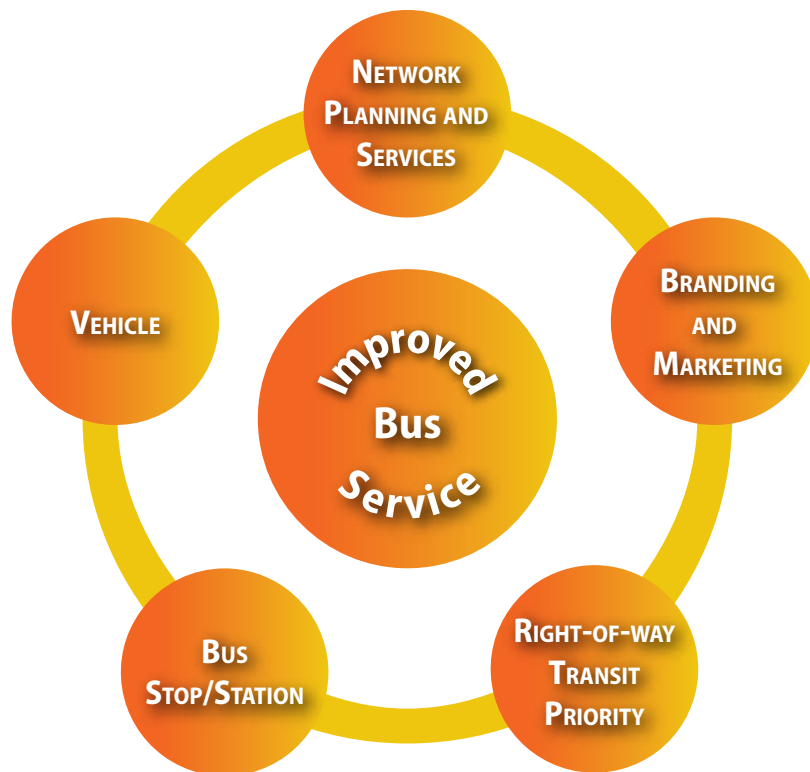 Network
Planning and
Services
Branding
and
Marketing
Vehicle
Improved
Bus
Service
Right-of-way
Transit
Priority
Bus
Stop/Station